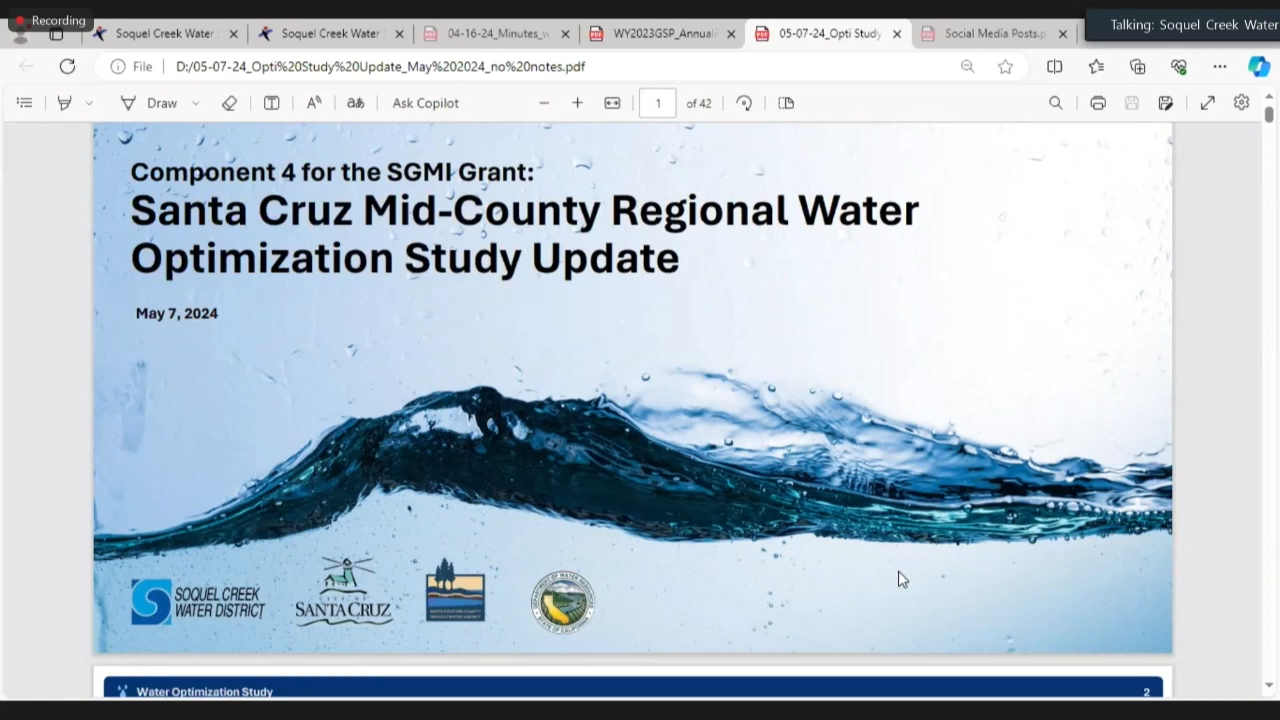 Recording
Talking: Soquel Creek Water
Soquel Creek Water
Soquel Creek Water
04-16-24_Minutes_w
WY2023GSP_Annual
05-07-24_Opti Study
Social Media Posts.p
File
D:/05-07-24_Opti%20Study%20Update_May%202024_no%20notes.pdf
Draw
Ask Copilot
1 of 42
Component 4 for the SGMI Grant:
Santa Cruz Mid-County Regional Water
Optimization Study Update
May 7, 2024
SOQUEL CREEK
WATER DISTRICT
CITY OF
SANTA CRUZ
Water Optimization Study
2